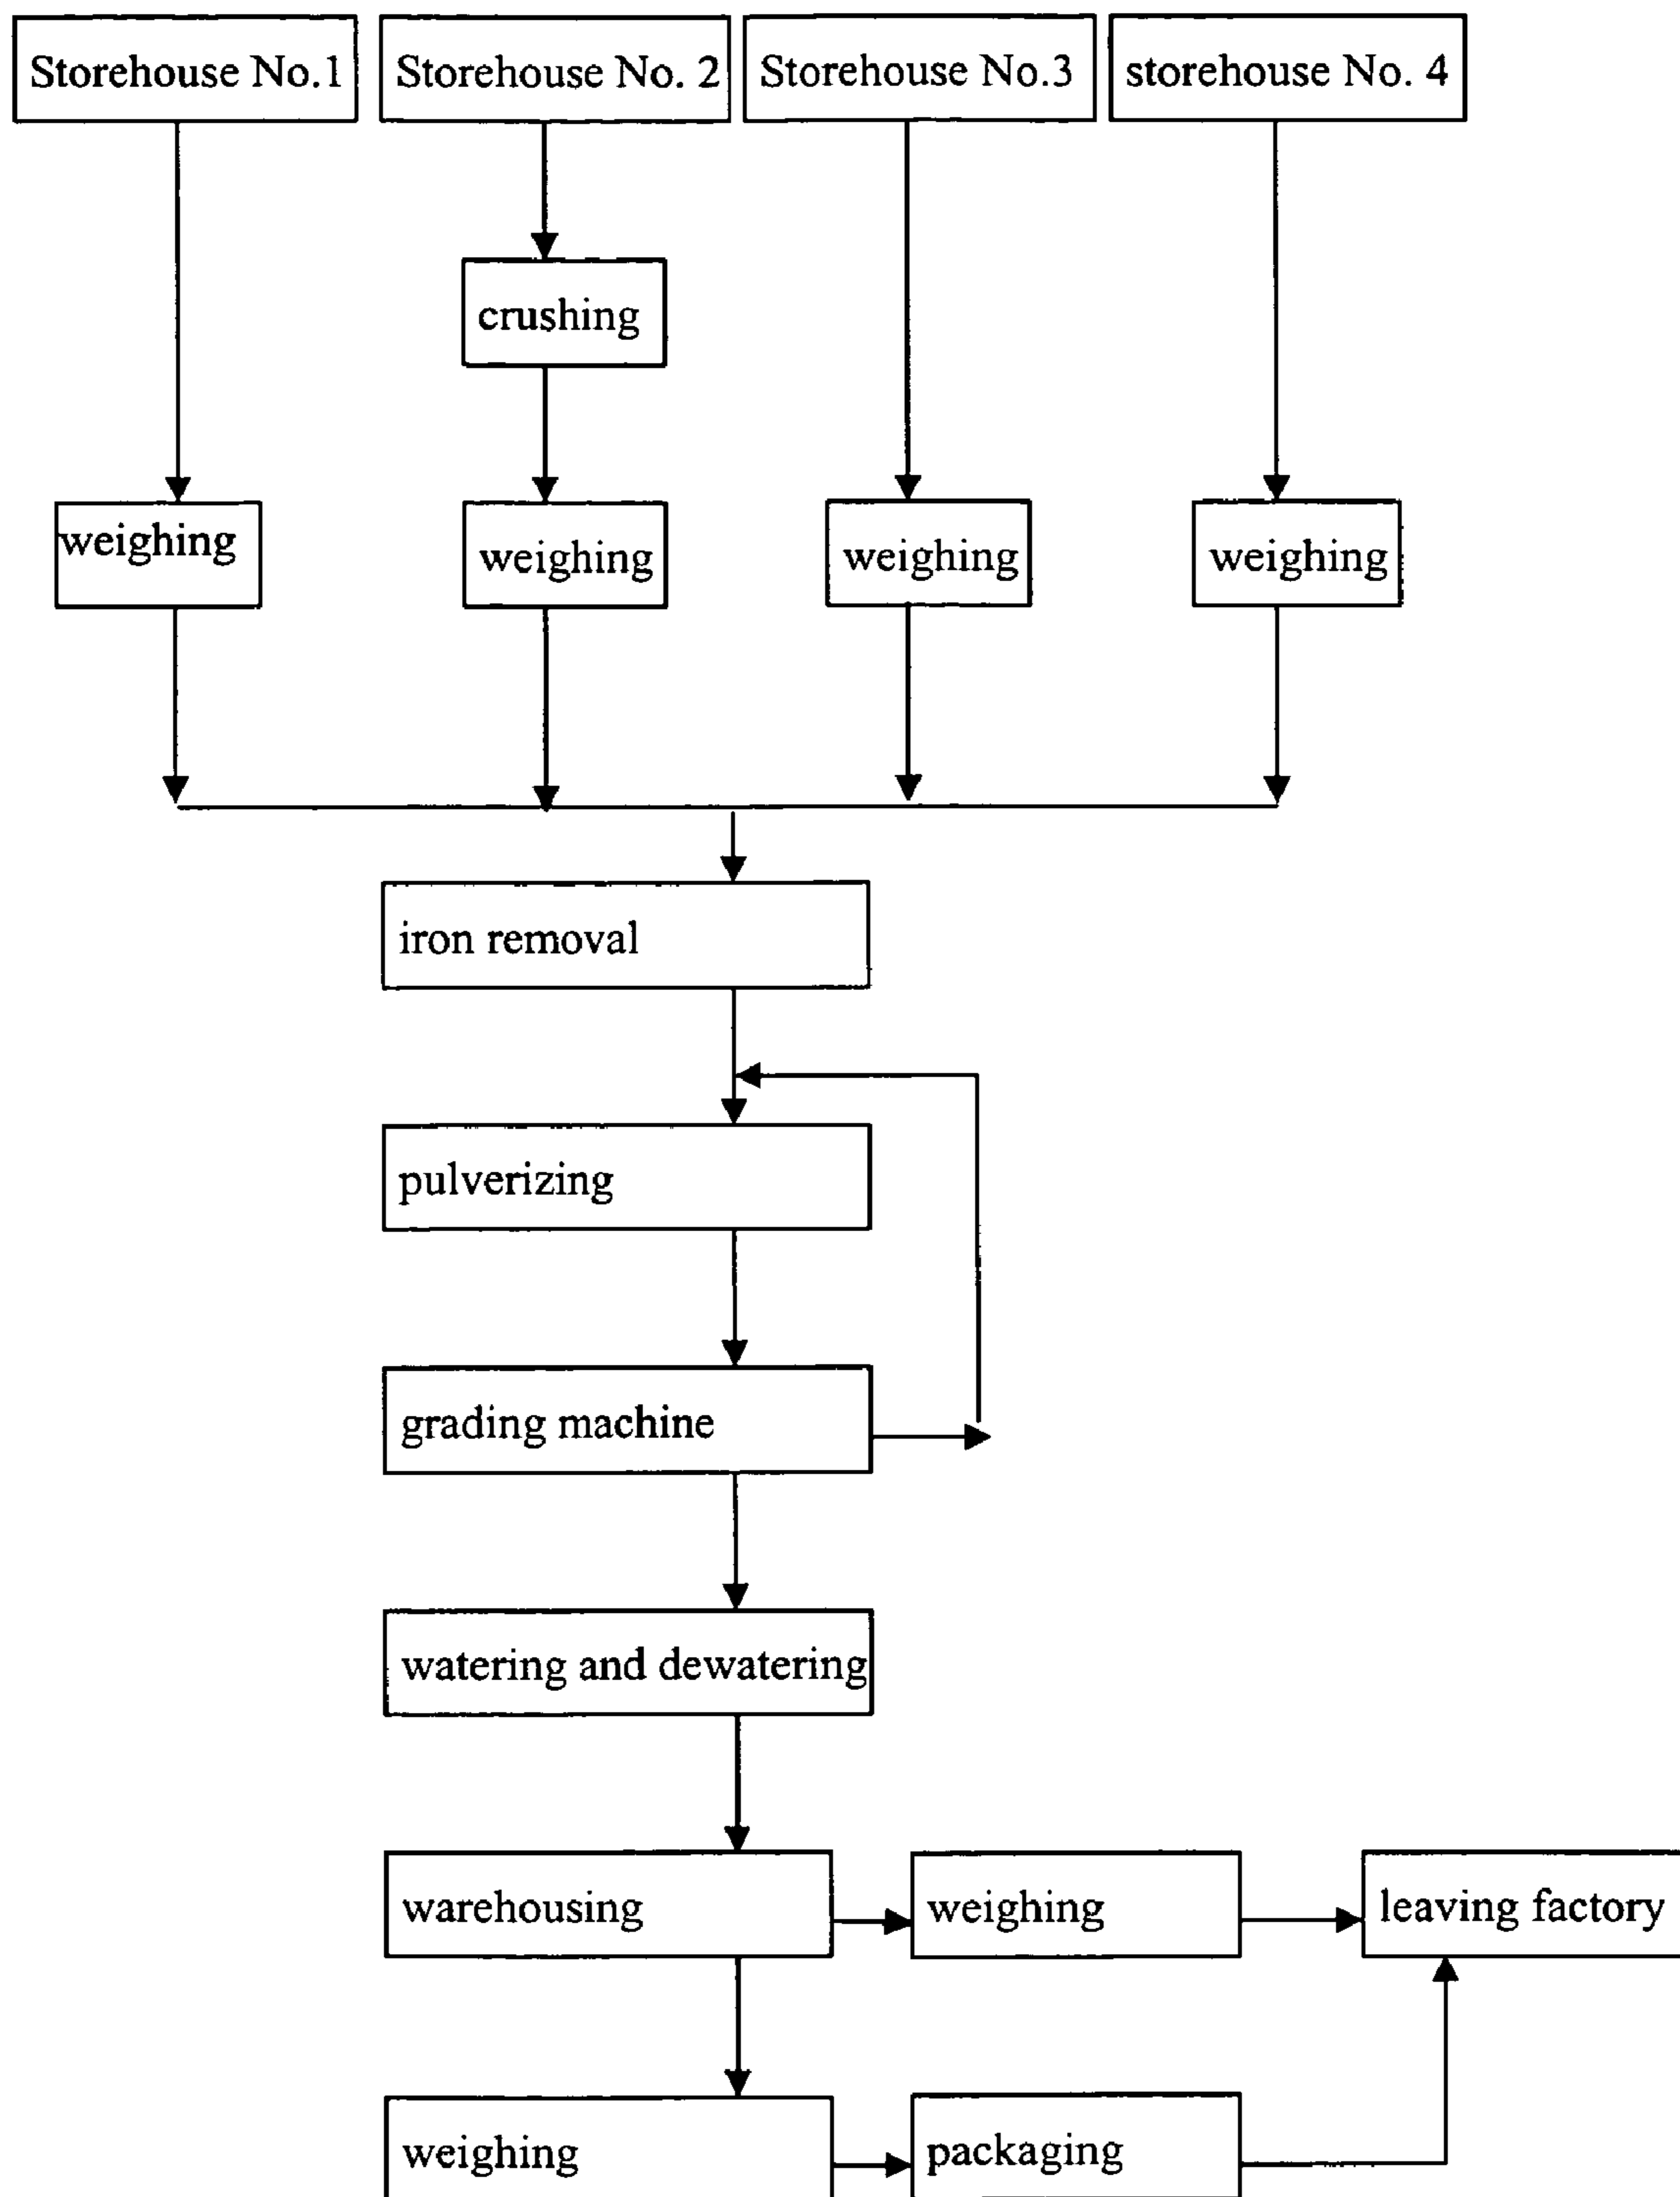 Storehouse No.1
Storehouse No. 2
Storehouse No.3
storehouse No. 4
crushing
weighing
weighing
weighing
weighing
iron removal
pulverizing
grading machine
watering and dewatering
warehousing
weighing
leaving factory
weighing
packaging